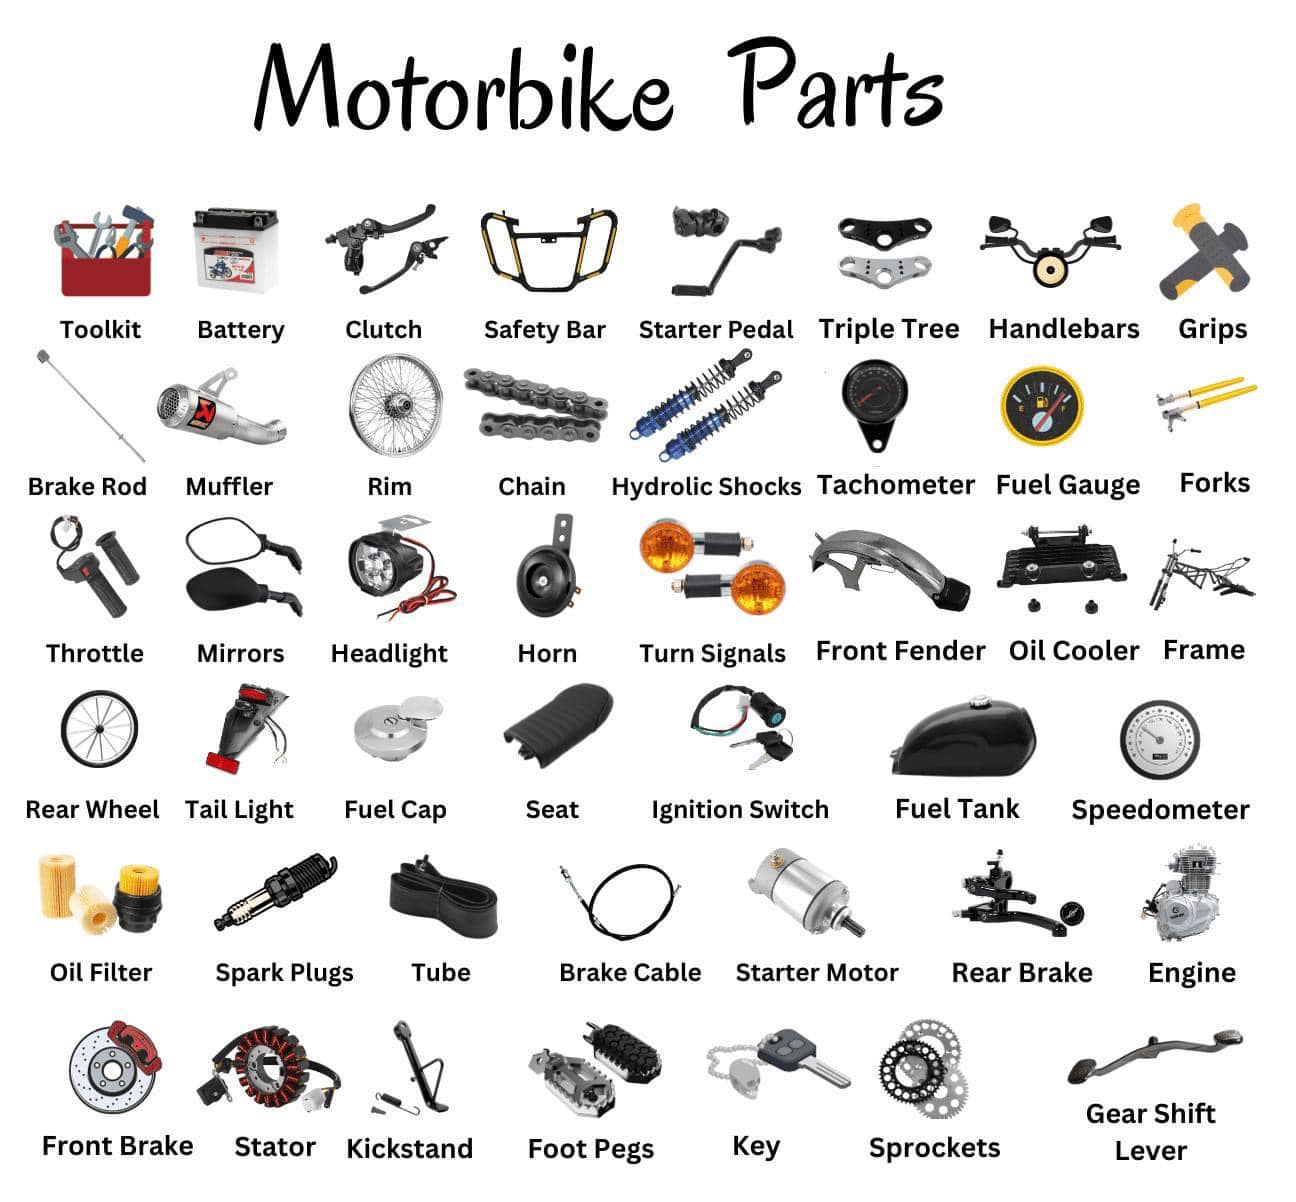 Motorbike Parts
Toolkit
Battery
Clutch
Safety Bar
Starter Pedal
Triple Tree
Handlebars
Grips
Brake Rod
Muffler
Rim
Chain
Hydrolic Shocks
Tachometer
Fuel Gauge
E
F
Forks
Throttle
Mirrors
Headlight
Horn
Turn Signals
Front Fender
Oil Cooler
Frame
Rear Wheel
Tail Light
Fuel Cap
Seat
Ignition Switch
Fuel Tank
Speedometer
Oil Filter
Spark Plugs
Tube
Brake Cable
Starter Motor
Rear Brake
Engine
Front Brake
Stator
Kickstand
Foot Pegs
Key
Sprockets
Gear Shift
Lever